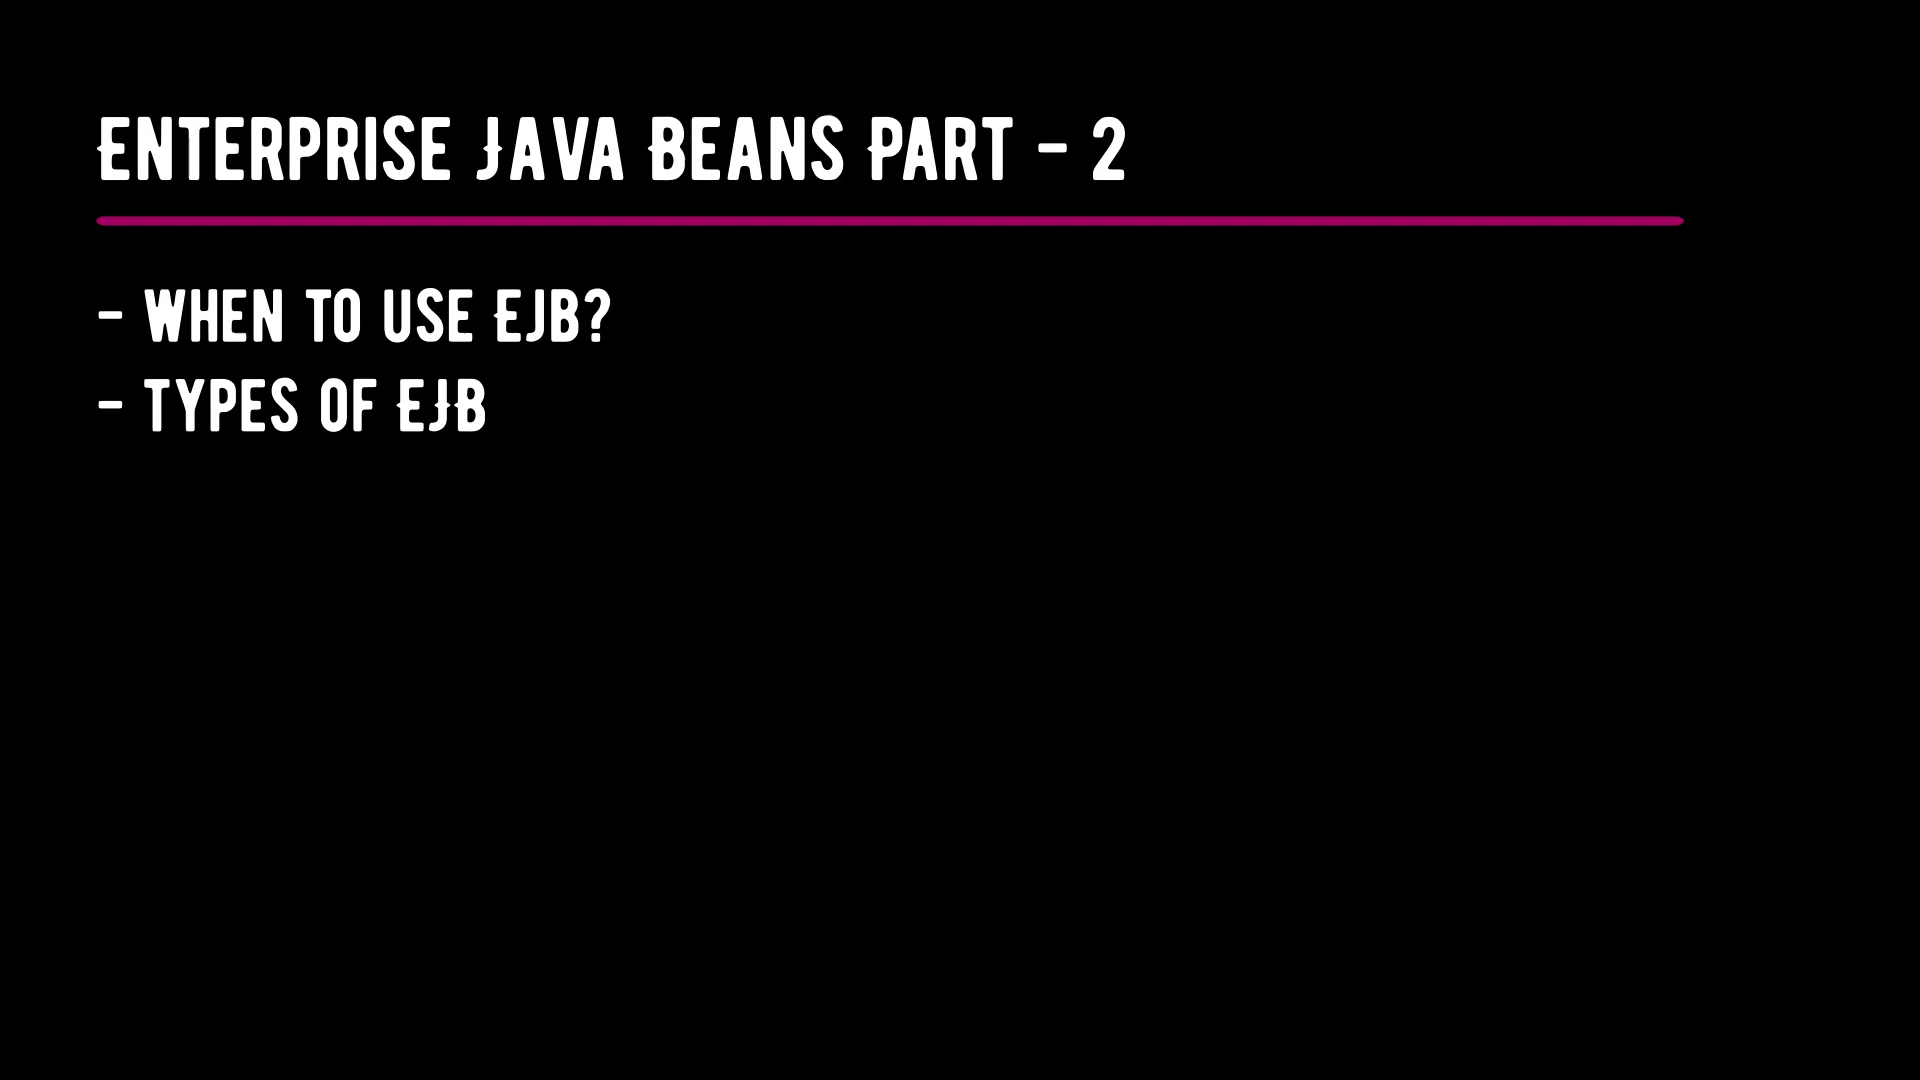 Enterprise Java Beans Part - 2
- When to use EJB?
- Types of EJB